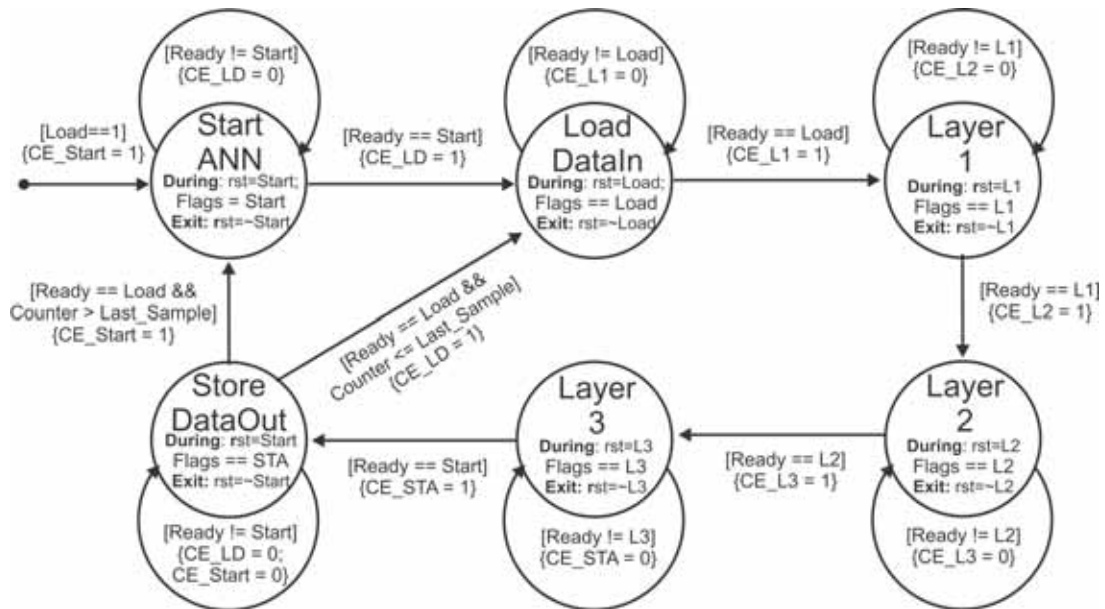 [Ready != Start]
{CE_LD = 0}
[Ready != Load]
{CE_L1 = 0}
[Ready != L1]
{CE_L2 = 0}
[Load==1]
{CE_Start = 1}
Start
ANN
During: rst=Start;
Flags = Start
Exit: rst=~Start
[Ready == Start]
{CE_LD = 1}
Load
DataIn
During: rst=Load;
Flags == Load
Exit: rst=~Load
[Ready == Load]
{CE_L1 = 1}
Layer
1
During: rst=L1
Flags == L1
Exit: rst=~L1
[Ready == Load &&
Counter > Last_Sample]
{CE_Start = 1}
[Ready == Load &&
Counter <= Last_Sample]
{CE_LD = 1}
[Ready == L1]
{CE_L2 = 1}
Store
DataOut
During: rst=Start
Flags == STA
Exit: rst=~Start
[Ready == Start]
{CE_STA = 1}
Layer
3
During: rst=L3
Flags == L3
Exit: rst=~L3
[Ready == L2]
{CE_L3 = 1}
Layer
2
During: rst=L2
Flags == L2
Exit: rst=~L2
[Ready != Start]
{CE_LD = 0;
CE_Start = 0}
[Ready != L3]
{CE_STA = 0}
[Ready != L2]
{CE_L3 = 0}